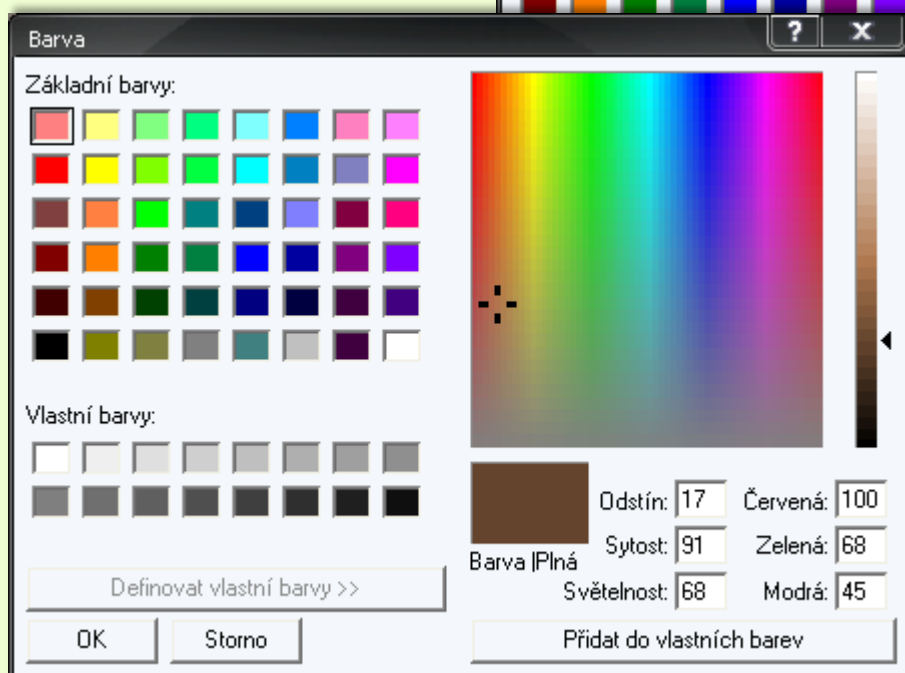 Barva
?
X
Základní barvy:
Vlastní barvy:
Definovat vlastní barvy >>
OK
Storno
Barva |Plná
Odstín: 17
Sytost: 91
Světelnost: 68
Červená: 100
Zelená: 68
Modrá: 45
Přidat do vlastních barev